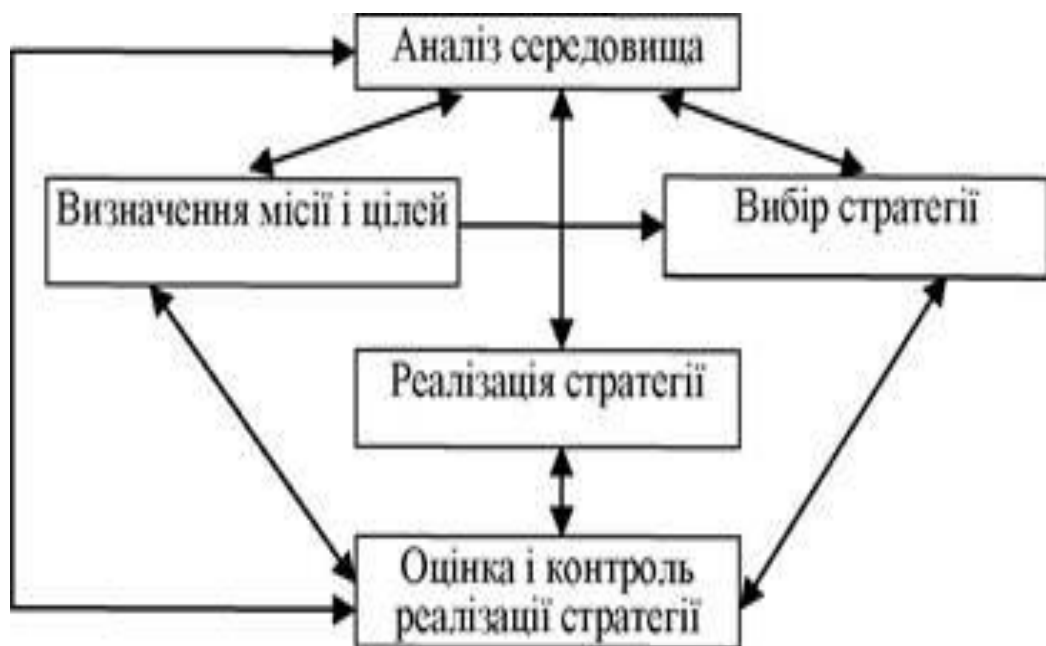 Аналіз середовища
Визначення місії і цілей
Вибір стратегії
Реалізація стратегії
Оцінка і контроль
реалізації стратегії